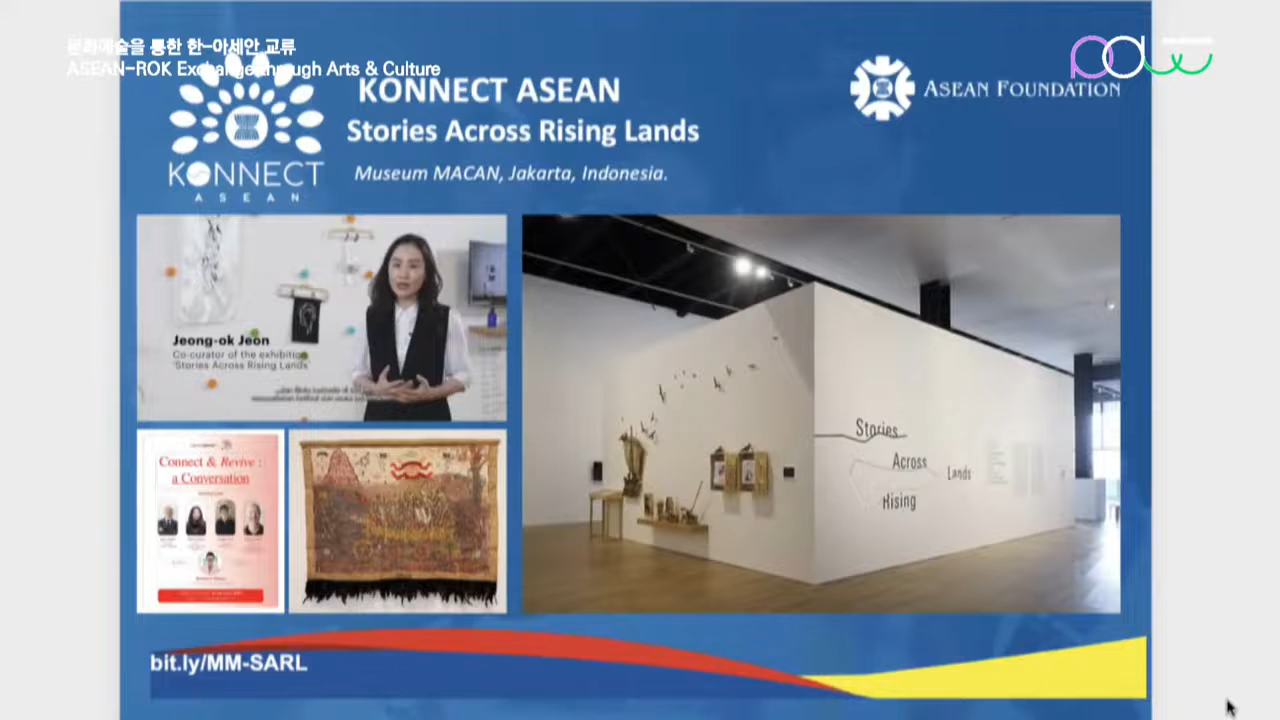 문화예술을 통한 한-아세안 교류
ASEAN-ROK Exchange through Arts & Culture
KONNECT
ASEAN
KONNECT ASEAN
Stories Across Rising Lands
Museum MACAN, Jakarta, Indonesia.
ASEAN FOUNDATION
Jeong-ok Jeon
Co-curator of the exhibition
'Stories Across Rising Lands'
Connect & Revive :
a Conversation
Stories
Across
Lands
Rising
bit.ly/MM-SARL